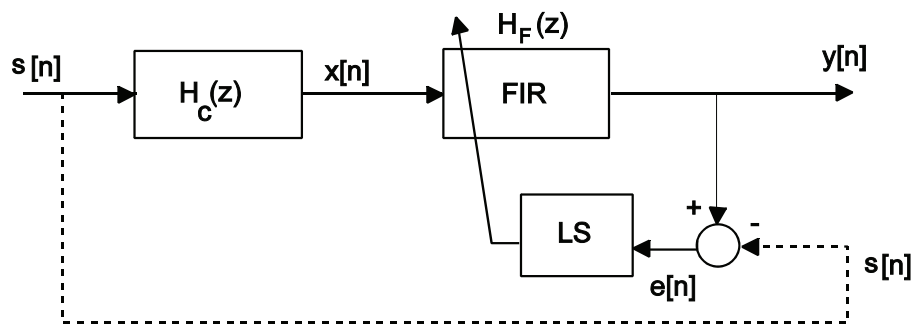 H_F(z)
s[n]
H_C(z)
x[n]
FIR
y[n]
+
-
LS
e[n]
s[n]